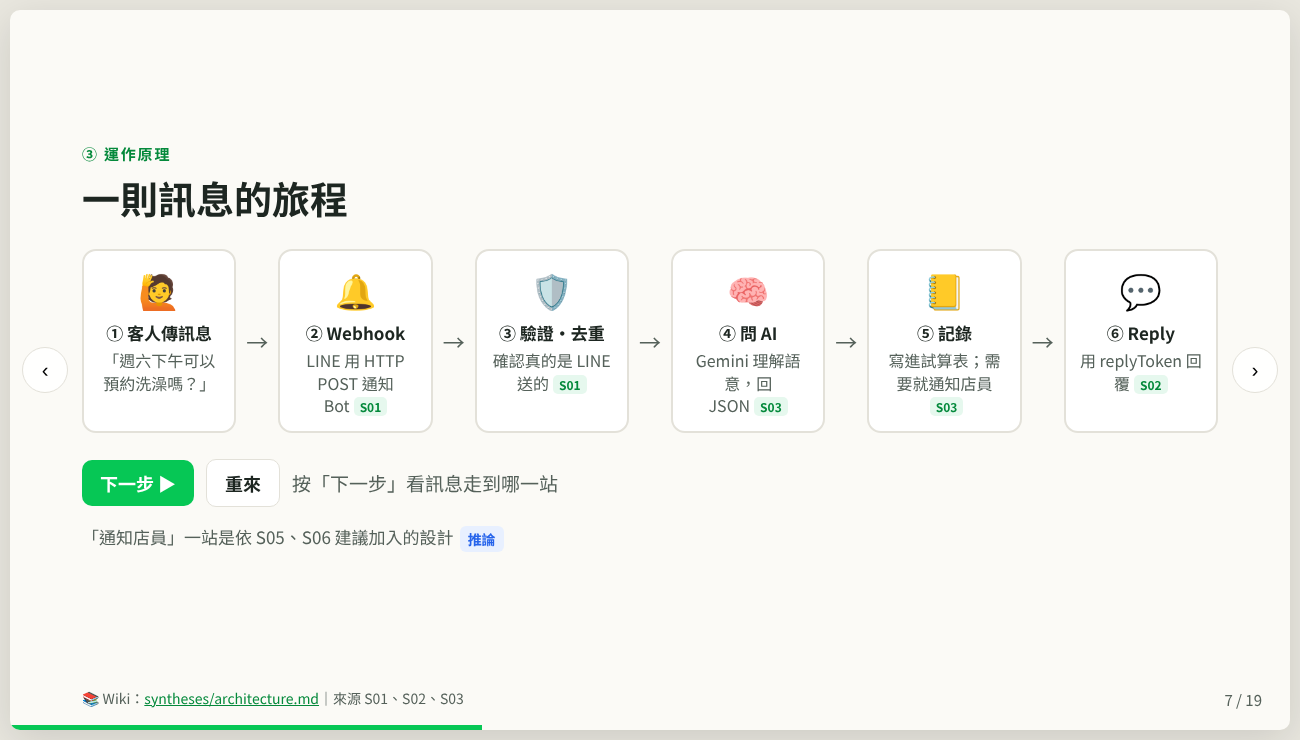 ③ 運作原理
一則訊息的旅程
① 客人傳訊息
「週六下午可以
預約洗澡嗎？」
→
② Webhook
LINE 用 HTTP
POST 通知
Bot S01
→
③ 驗證・去重
確認真的是 LINE
送的 S01
→
④ 問 AI
Gemini 理解語
意，回
JSON S03
→
⑤ 記錄
寫進試算表；需
要就通知店員
S03
→
⑥ Reply
用 replyToken 回
覆 S02
‹
›
下一步 ▶ 重來 按「下一步」看訊息走到哪一站
「通知店員」一站是依 S05、S06 建議加入的設計 推論
Wiki：syntheses/architecture.md｜來源 S01、S02、S03
7 / 19